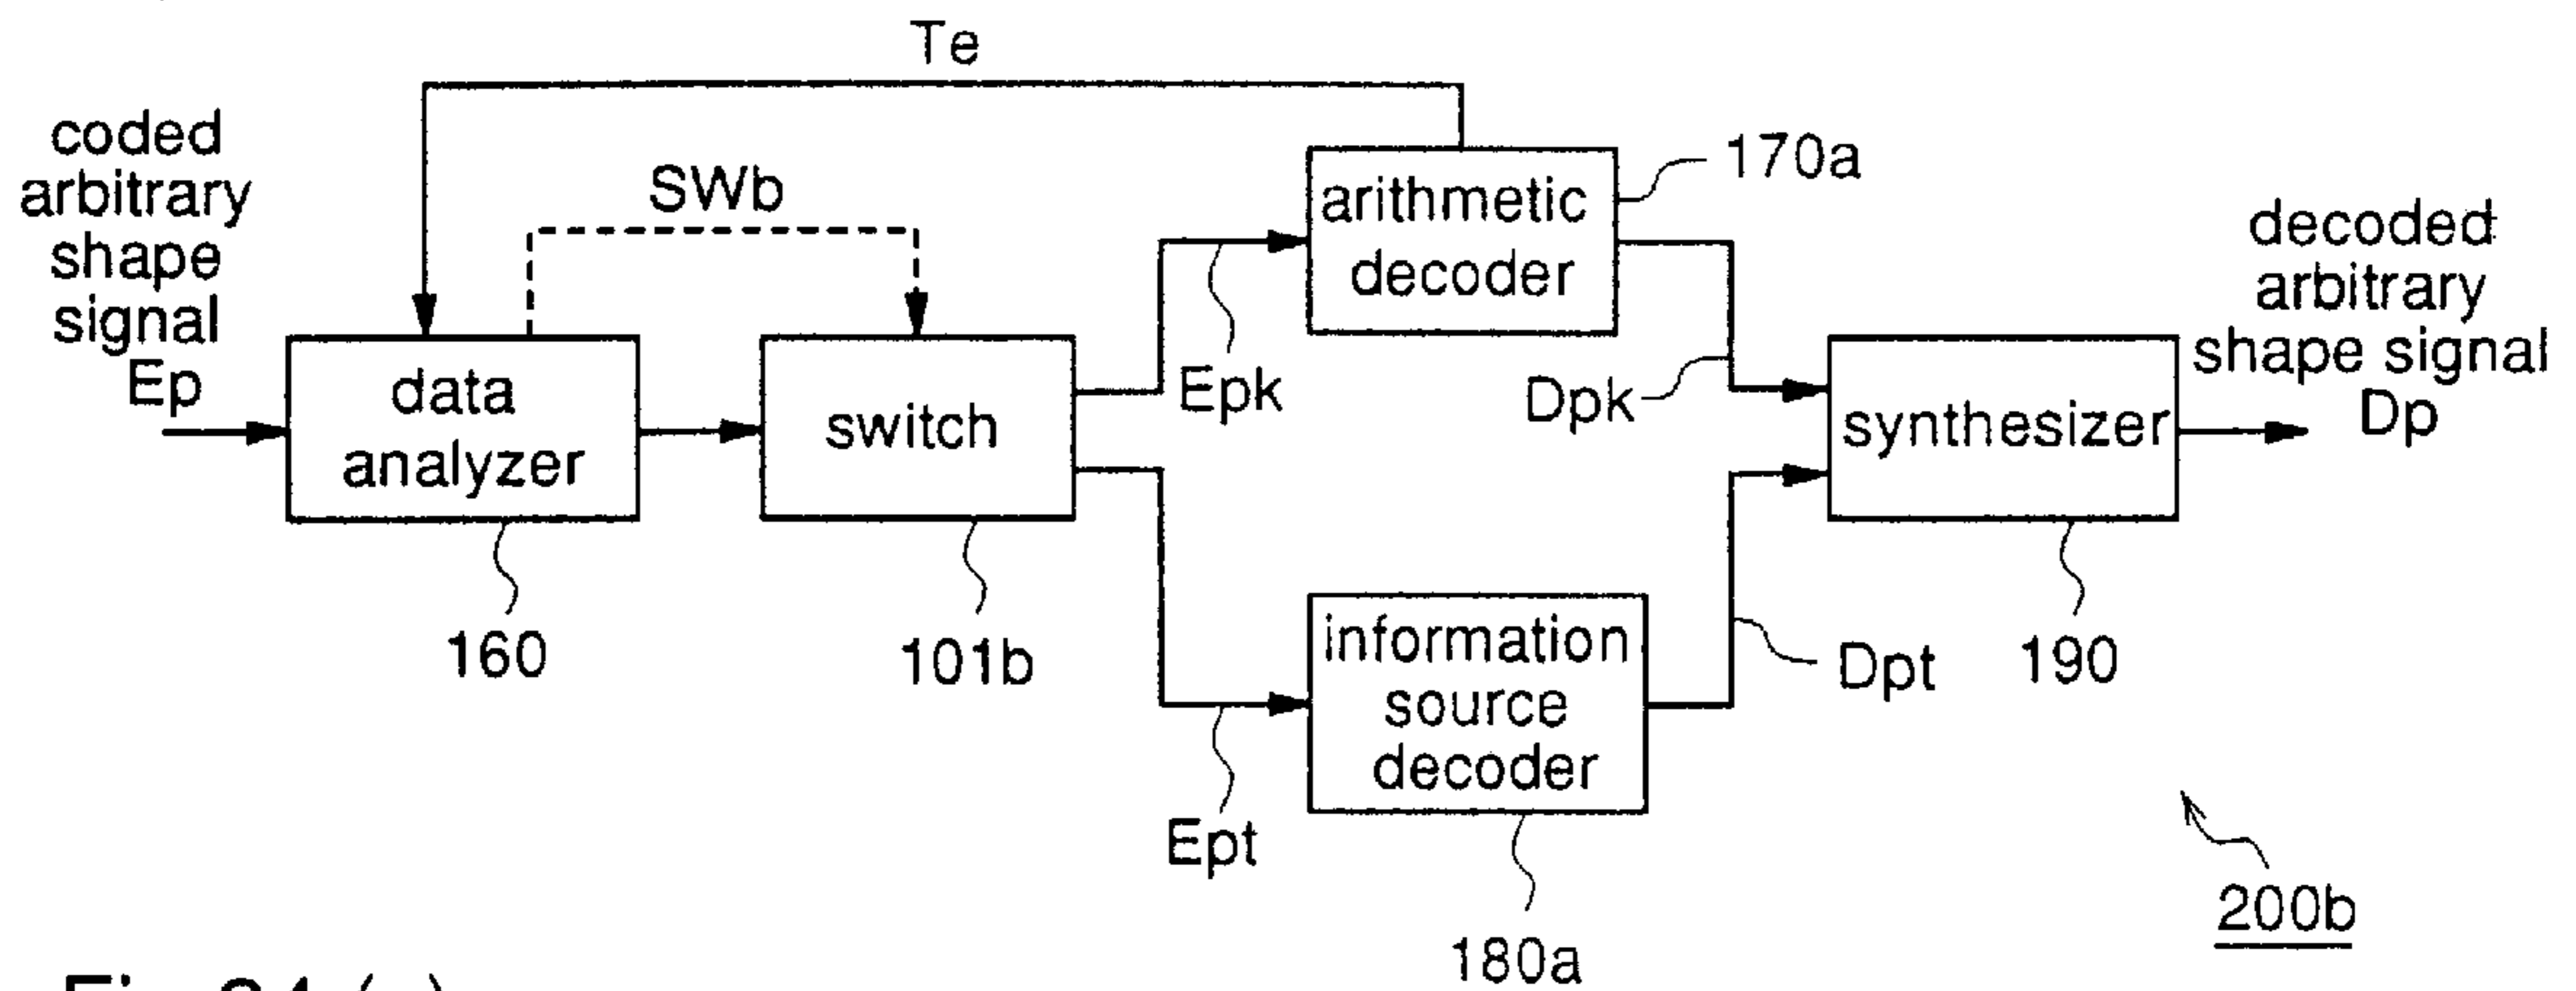 Te
coded
arbitrary
shape
signal
Ep
SWb
data
analyzer
160
switch
101b
Epk
Ept
arithmetic
decoder
170a
information
source
decoder
180a
Dpk
Dpt
synthesizer
190
decoded
arbitrary
shape signal
Dp
200b